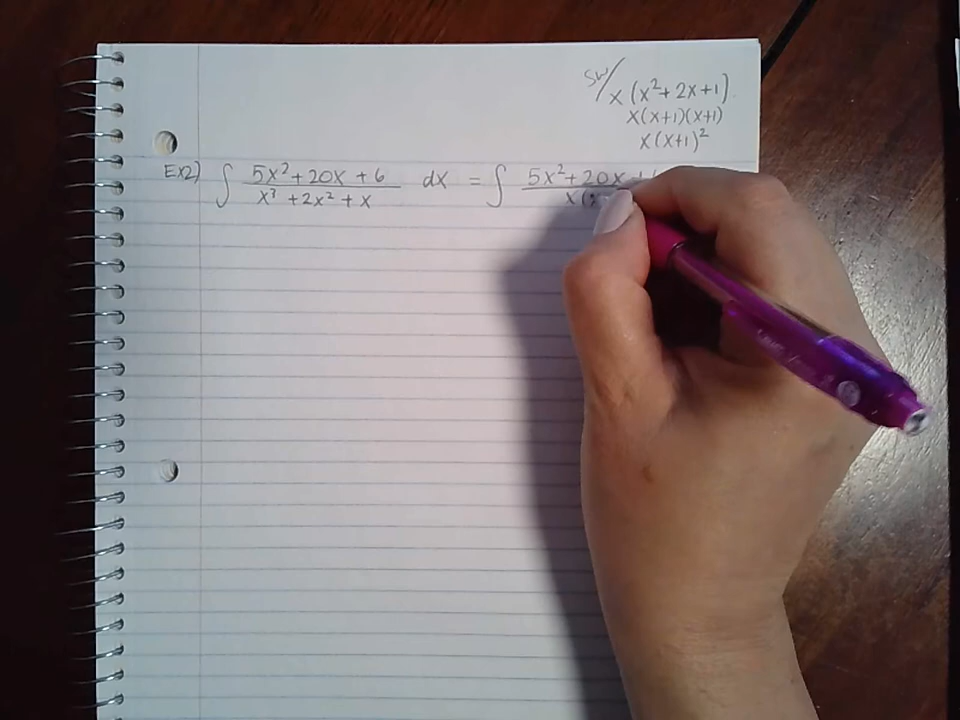 SW/ x (x²+2x+1)
x(x+1)(x+1)
x(x+1)²
Ex2) ∫ (5x²+20x+6)/(x³+2x²+x) dx = ∫ (5x²+20x+)/(x(